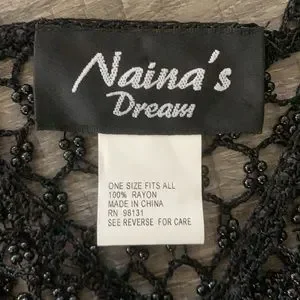 Naina's
Dream
ONE SIZE FITS ALL
100% RAYON
MADE IN CHINA
RN 98131
SEE REVERSE FOR CARE